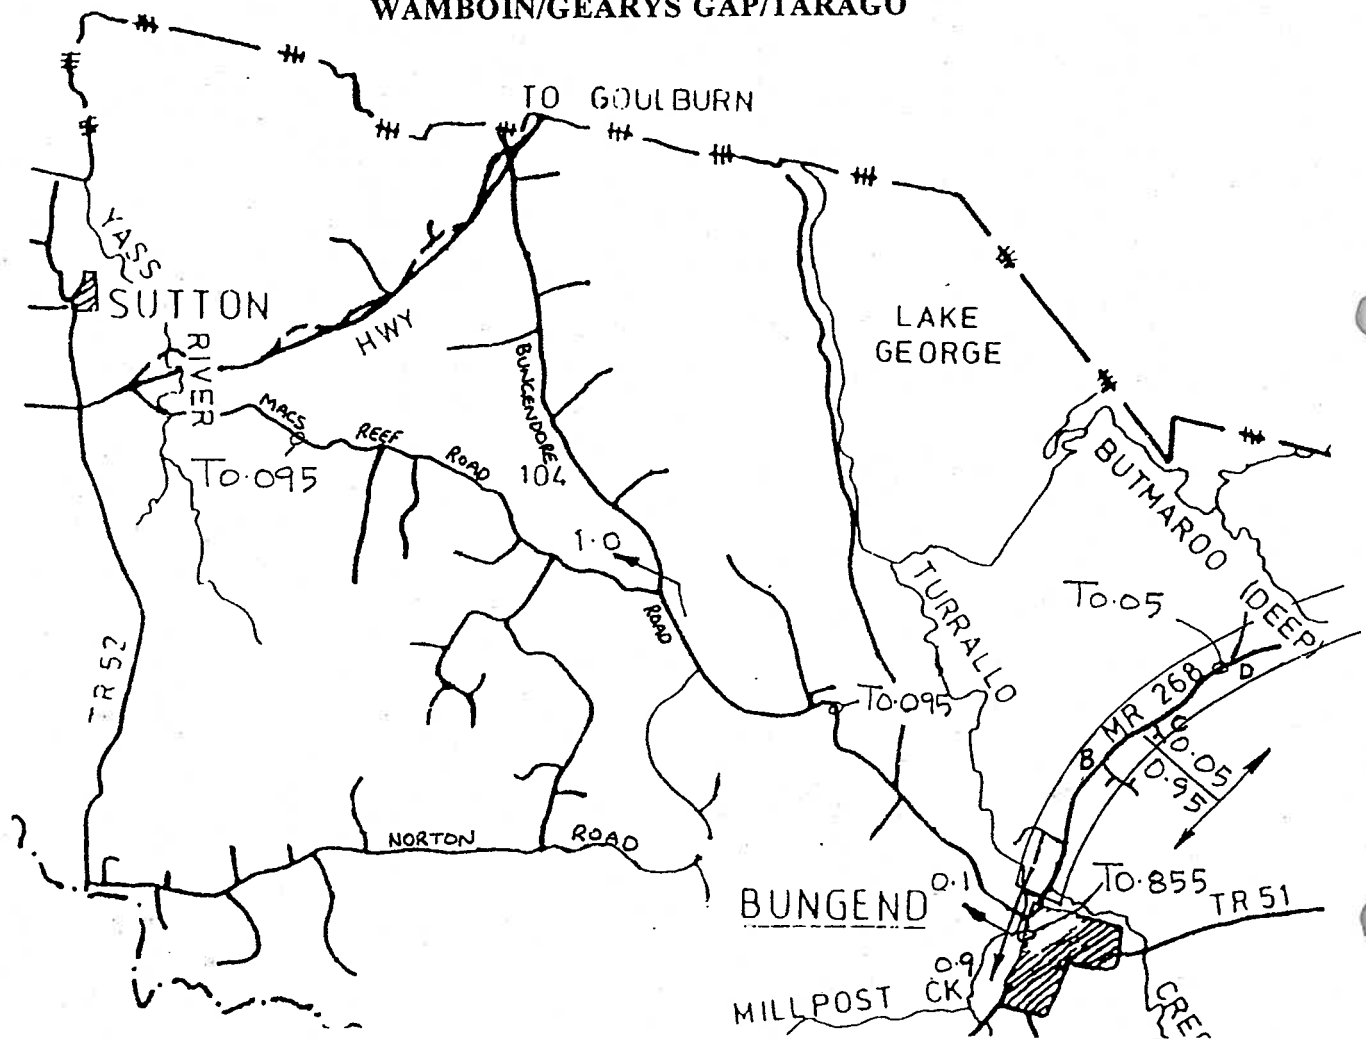 WAMBOIN/GEARYS GAP/TARAGO
TO GOULBURN
YASS
SUTTON
RIVER
HWY
LAKE
GEORGE
BUNGENDORE
104
MACS
REEF
ROAD
To.095
1.0
ROAD
BUTMAROO
(DEEP)
To.05
TURRALLO
TR 52
To.095
MR 268
B
C
D
To.05
0.95
NORTON
ROAD
BUNGEND
0.1
To.855
TR 51
0.9
MILLPOST CK